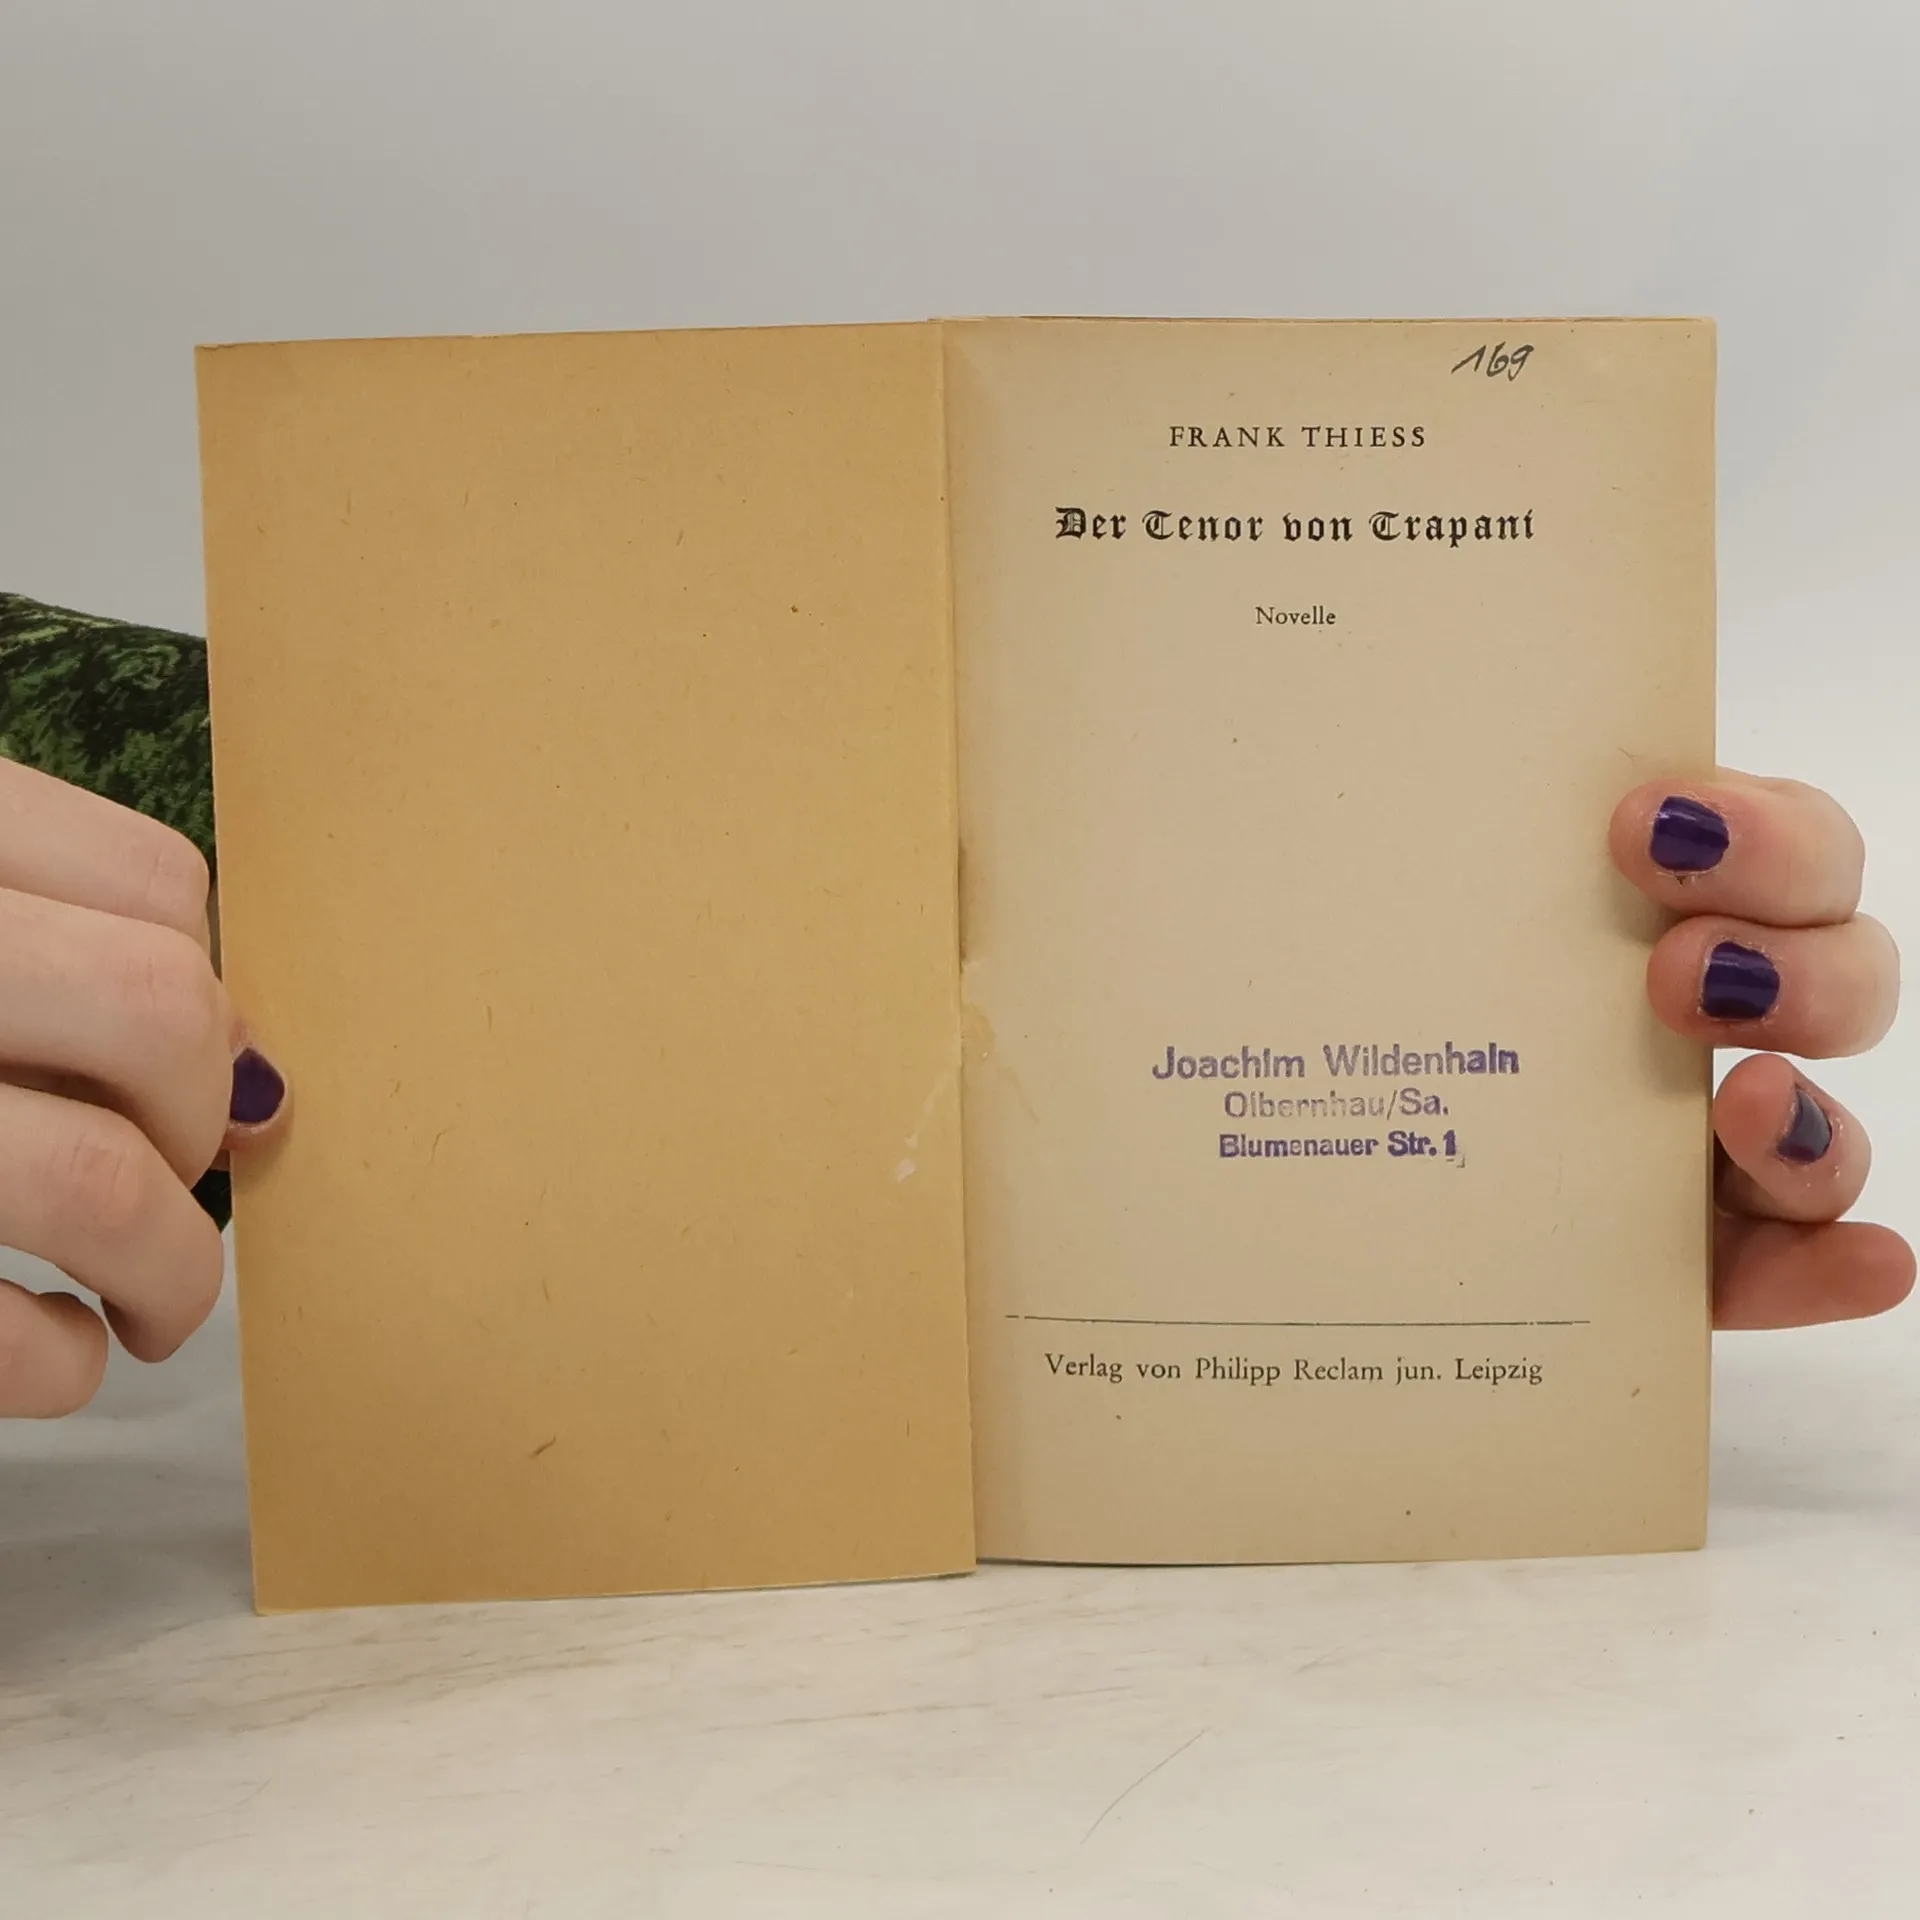 169
FRANK THIESS
Der Tenor von Trapani
Novelle
Joachim Wildenhain
Olbernhau/Sa.
Blumenauer Str. 1
Verlag von Philipp Reclam jun. Leipzig